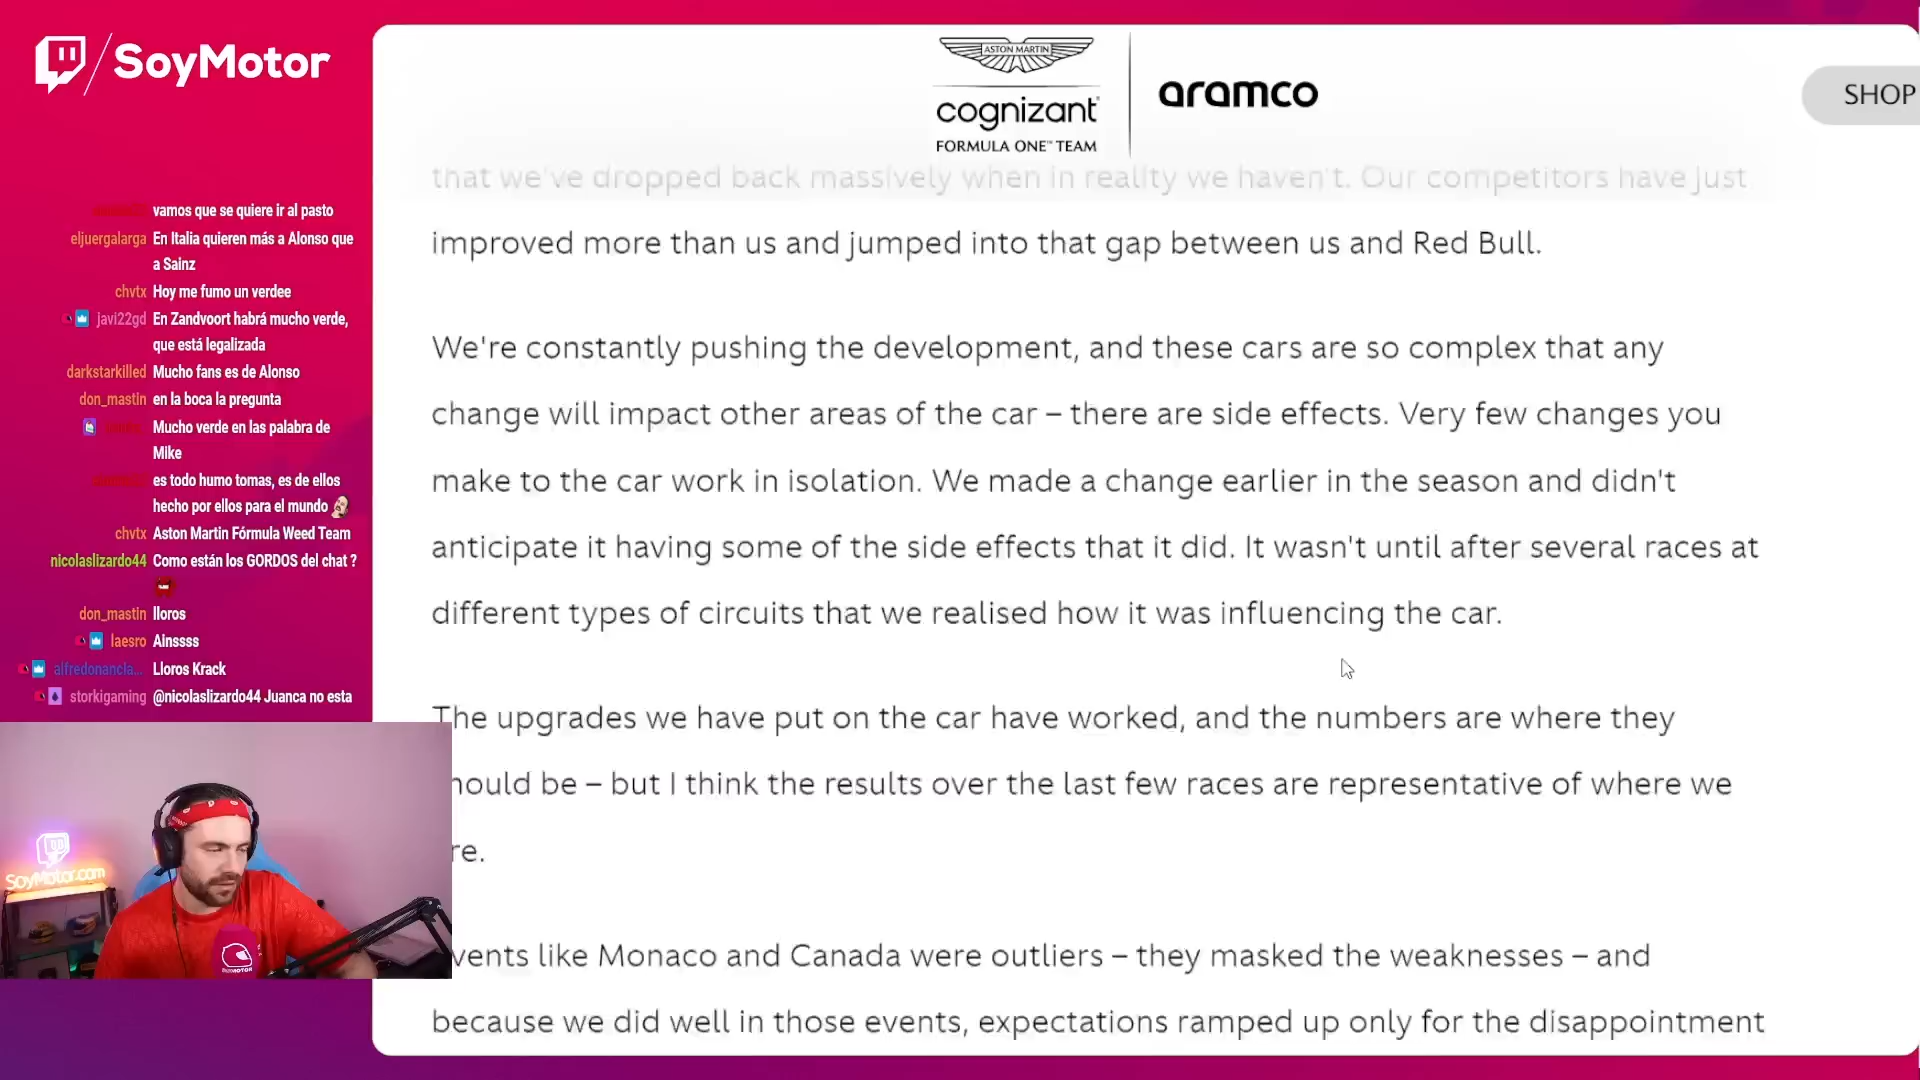 SoyMotor
vamos que se quiere ir al pasto
eljuergalarga En Italia quieren más a Alonso que
a Sainz
chvtx Hoy me fumo un verdee
javi22gd En Zandvoort habrá mucho verde,
que está legalizada
darkstarkilled Mucho fans es de Alonso
don_mastin en la boca la pregunta
Mucho verde en las palabra de
Mike
es todo humo tomas, es de ellos
hecho por ellos para el mundo
chvtx Aston Martin Fórmula Weed Team
nicolaslizardo44 Como están los GORDOS del chat ?
don_mastin lloros
laesro Ainssss
alfredonancla... Lloros Krack
storkigaming @nicolaslizardo44 Juanca no esta
SoyMotor.com
ASTON MARTIN
cognizant
FORMULA ONE™ TEAM
aramco
SHOP
that we've dropped back massively when in reality we haven't. Our competitors have just
improved more than us and jumped into that gap between us and Red Bull.
We're constantly pushing the development, and these cars are so complex that any
change will impact other areas of the car – there are side effects. Very few changes you
make to the car work in isolation. We made a change earlier in the season and didn't
anticipate it having some of the side effects that it did. It wasn't until after several races at
different types of circuits that we realised how it was influencing the car.
The upgrades we have put on the car have worked, and the numbers are where they
hould be – but I think the results over the last few races are representative of where we
re.
vents like Monaco and Canada were outliers – they masked the weaknesses – and
because we did well in those events, expectations ramped up only for the disappointment